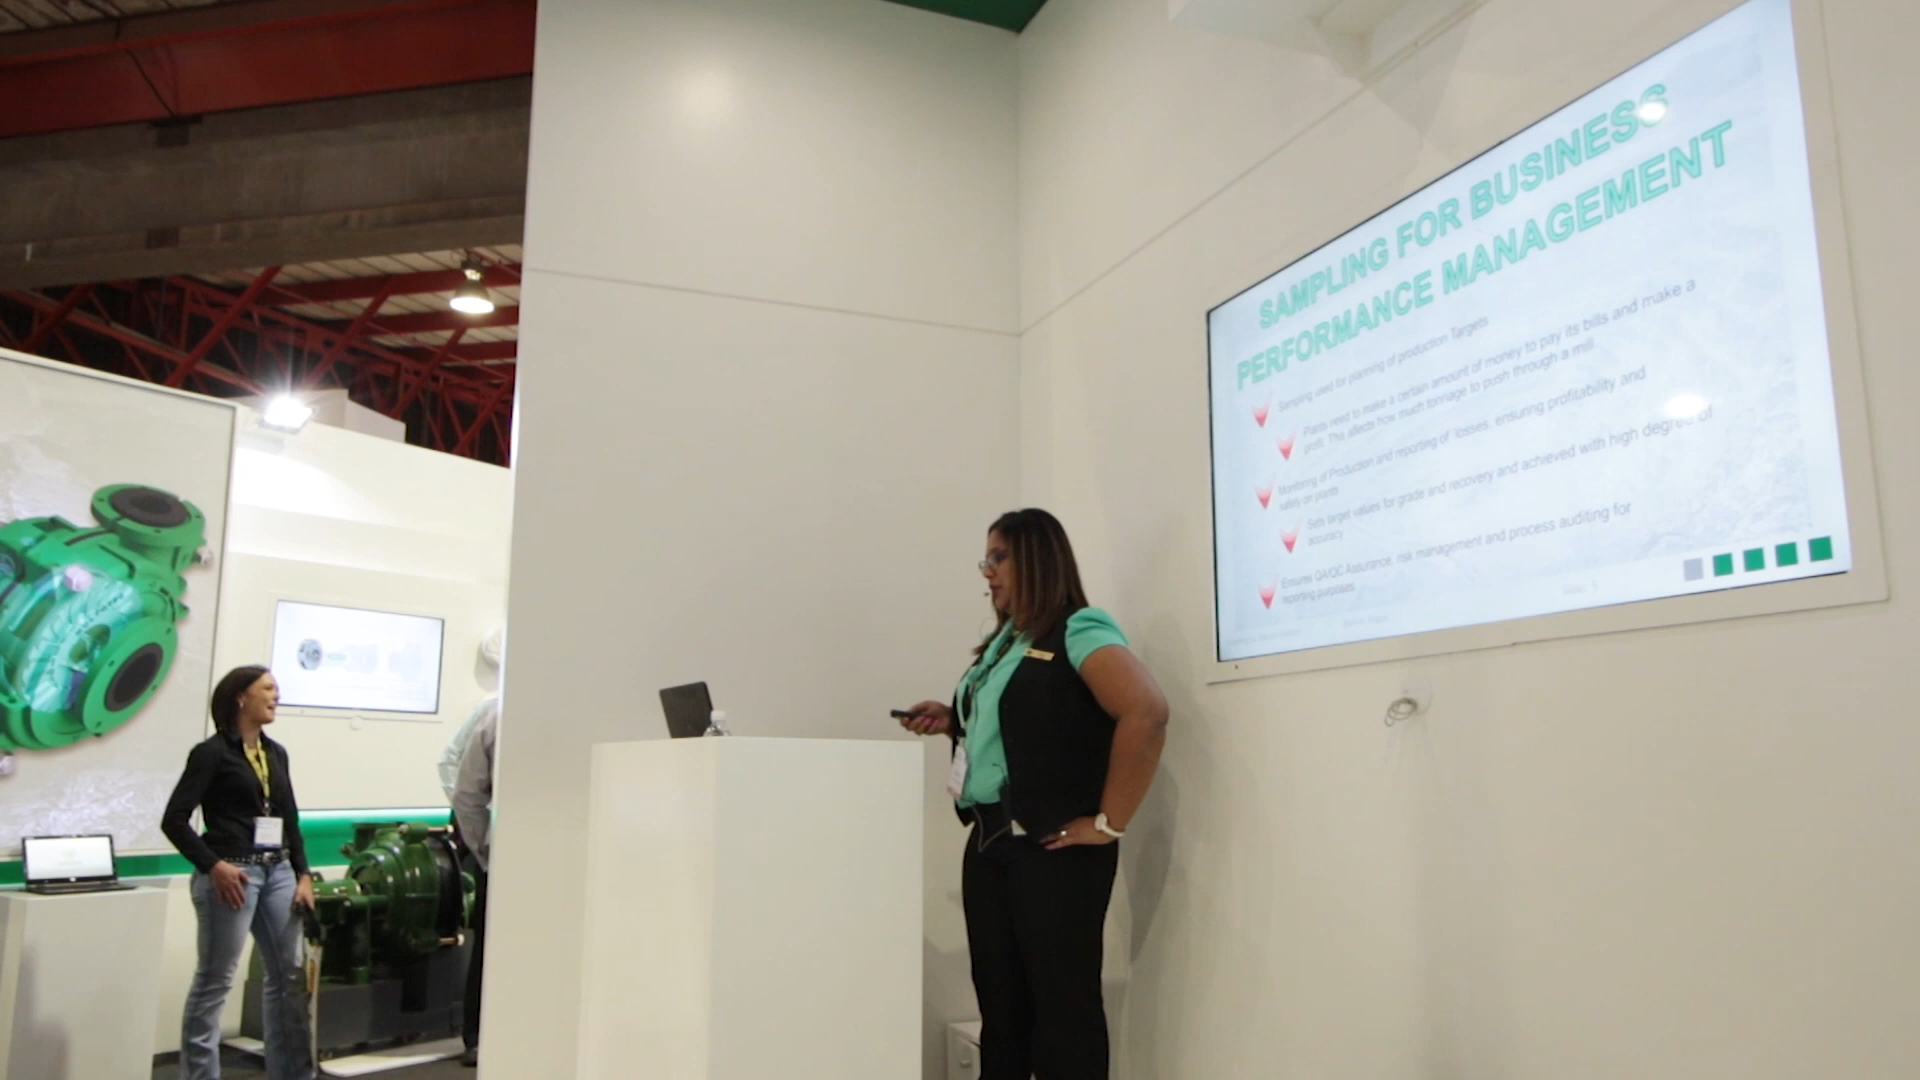 SAMPLING FOR BUSINESS
PERFORMANCE MANAGEMENT
Sampling used for planning of production Targets
Plants need to make a certain amount of money to pay its bills and make a
profit. This affects how much tonnage to push through a mill
Monitoring of Production and reporting of losses, ensuring profitability and
safety on plants
Sets target values for grade and recovery and achieved with high degree of
accuracy
Ensures QA/QC Assurance, risk management and process auditing for
reporting purposes